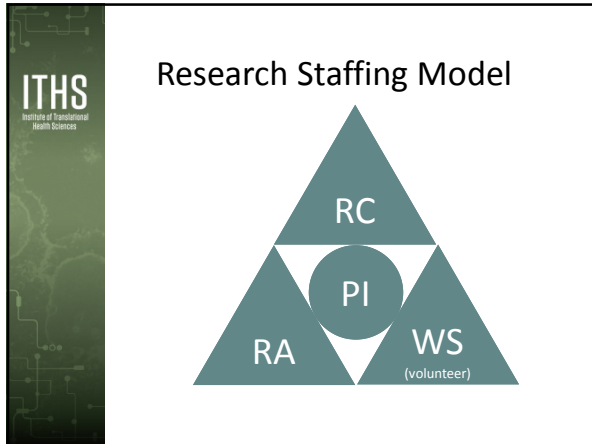 ITHS
Institute of Translational
Health Sciences
Research Staffing Model
RC
PI
RA
WS
(volunteer)